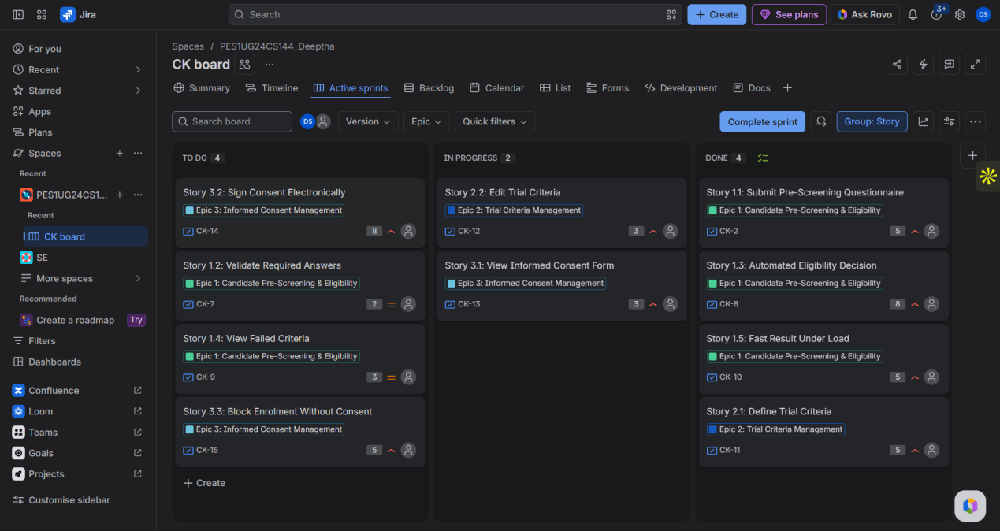 Jira
Search
Create
See plans
Ask Rovo
3+
DS
For you
Recent
Starred
Apps
Plans
Spaces
Recent
PES1UG24CS1...
Recent
CK board
SE
More spaces
Recommended
Create a roadmap Try
Filters
Dashboards
Confluence
Loom
Teams
Goals
Projects
Customise sidebar
Spaces / PES1UG24CS144_Deeptha
CK board
Summary Timeline Active sprints Backlog Calendar List Forms Development Docs
Search board DS Version Epic Quick filters Complete sprint Group: Story
TO DO 4
Story 3.2: Sign Consent Electronically
Epic 3: Informed Consent Management
CK-14 8
Story 1.2: Validate Required Answers
Epic 1: Candidate Pre-Screening & Eligibility
CK-7 2
Story 1.4: View Failed Criteria
Epic 1: Candidate Pre-Screening & Eligibility
CK-9 3
Story 3.3: Block Enrolment Without Consent
Epic 3: Informed Consent Management
CK-15 5
Create
IN PROGRESS 2
Story 2.2: Edit Trial Criteria
Epic 2: Trial Criteria Management
CK-12 3
Story 3.1: View Informed Consent Form
Epic 3: Informed Consent Management
CK-13 3
DONE 4
Story 1.1: Submit Pre-Screening Questionnaire
Epic 1: Candidate Pre-Screening & Eligibility
CK-2 5
Story 1.3: Automated Eligibility Decision
Epic 1: Candidate Pre-Screening & Eligibility
CK-8 8
Story 1.5: Fast Result Under Load
Epic 1: Candidate Pre-Screening & Eligibility
CK-10 5
Story 2.1: Define Trial Criteria
Epic 2: Trial Criteria Management
CK-11 5